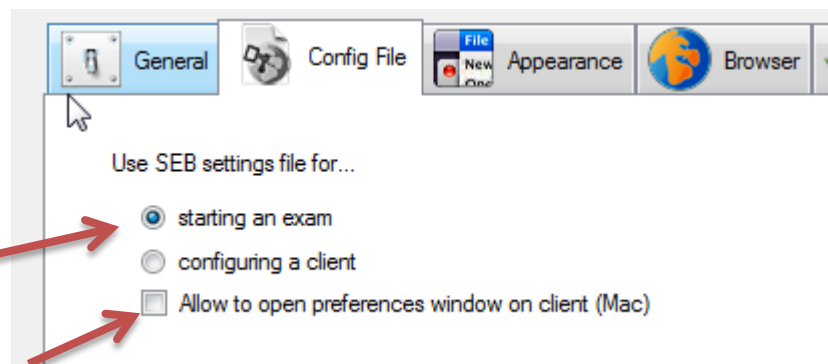 General
Config File
File
New
Appearance
Browser
Use SEB settings file for...
starting an exam
configuring a client
Allow to open preferences window on client (Mac)